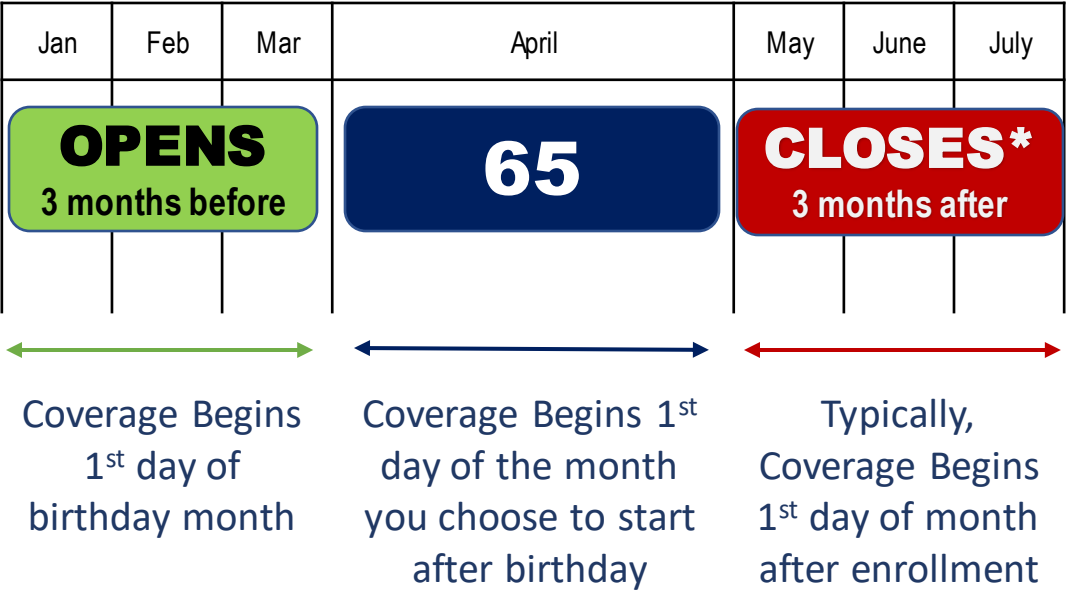 Jan Feb Mar April May June July
OPENS
3 months before
65
CLOSES*
3 months after
Coverage Begins
1st day of
birthday month
Coverage Begins 1st
day of the month
you choose to start
after birthday
Typically,
Coverage Begins
1st day of month
after enrollment